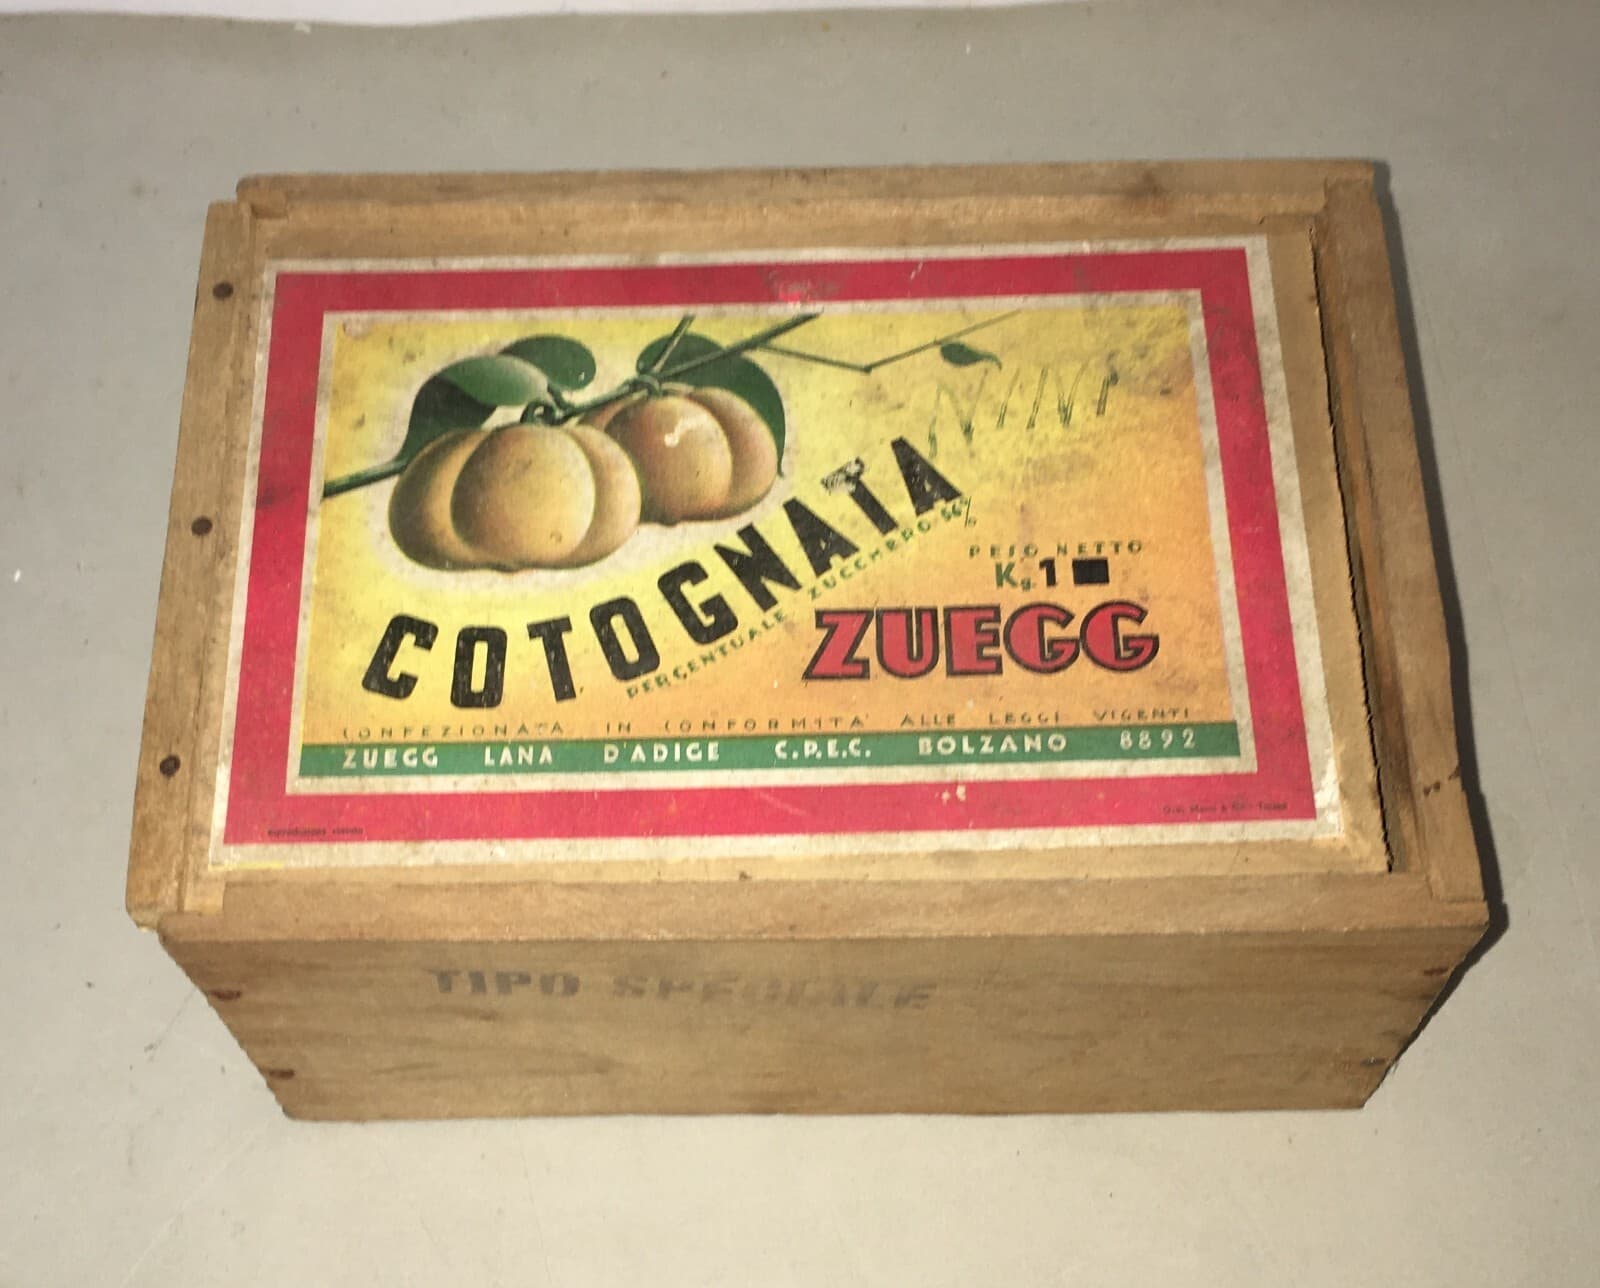 COTOGNATA
PERCENTUALE ZUCCHERO 56%
PESO NETTO
Kg. 1
ZUEGG
CONFEZIONATA IN CONFORMITA' ALLE LEGGI VIGENTI
ZUEGG LANA D'ADIGE C.P.E.C. BOLZANO 8892
TIPO SPECIALE